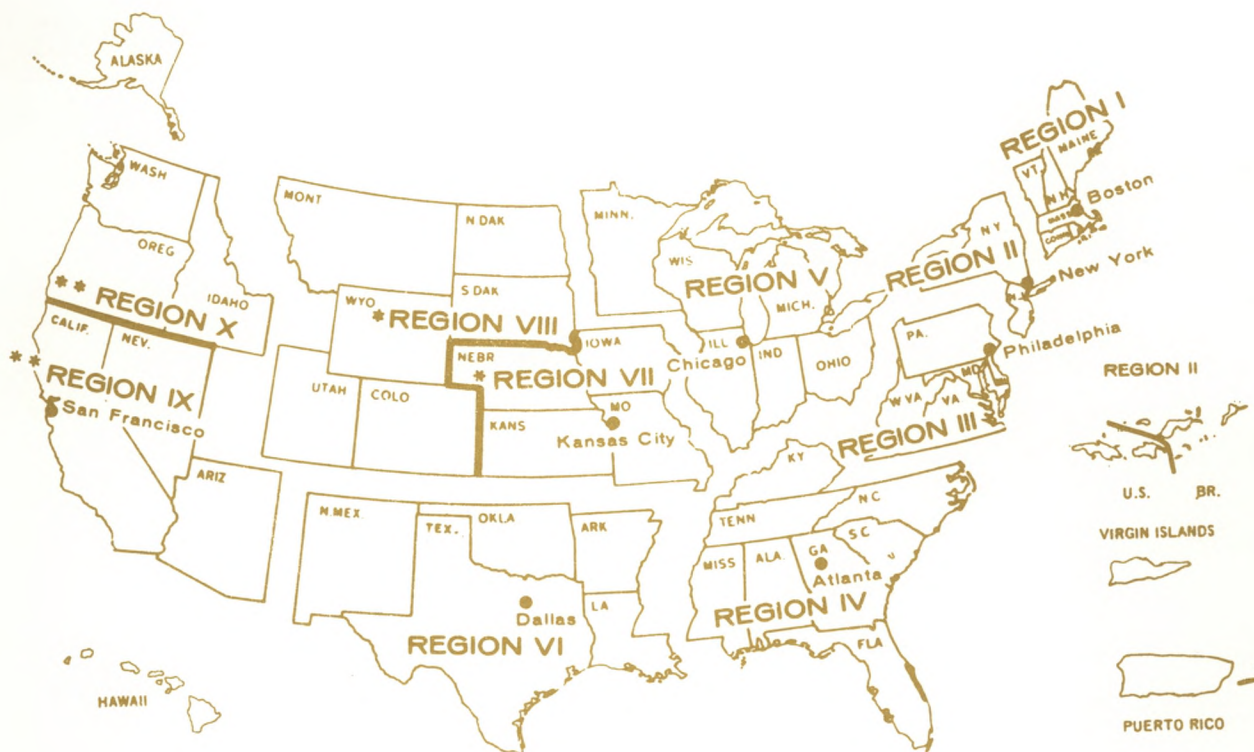 ALASKA
REGION I
MAINE
VT.
N H
Boston
MASS
CONN
R.I.
WASH
MONT
N DAK
MINN.
OREG
NY
WIS
REGION V
REGION II
New York
N.J.
** REGION X
IDAHO
WYO
S DAK
* REGION VIII
MICH.
CALIF.
NEV.
NEBR
IOWA
ILL
Chicago
IND
OHIO
PA.
Philadelphia
MD
** REGION IX
San Francisco
UTAH
COLO
* REGION VII
KANS
MO
Kansas City
W VA
VA
REGION III
REGION II
KY
ARIZ
N.MEX.
TEX.
OKLA
ARK
TENN
N C
S C
U.S. BR.
VIRGIN ISLANDS
MISS
ALA.
GA
Atlanta
LA
Dallas
REGION VI
REGION IV
FLA
HAWAII
PUERTO RICO